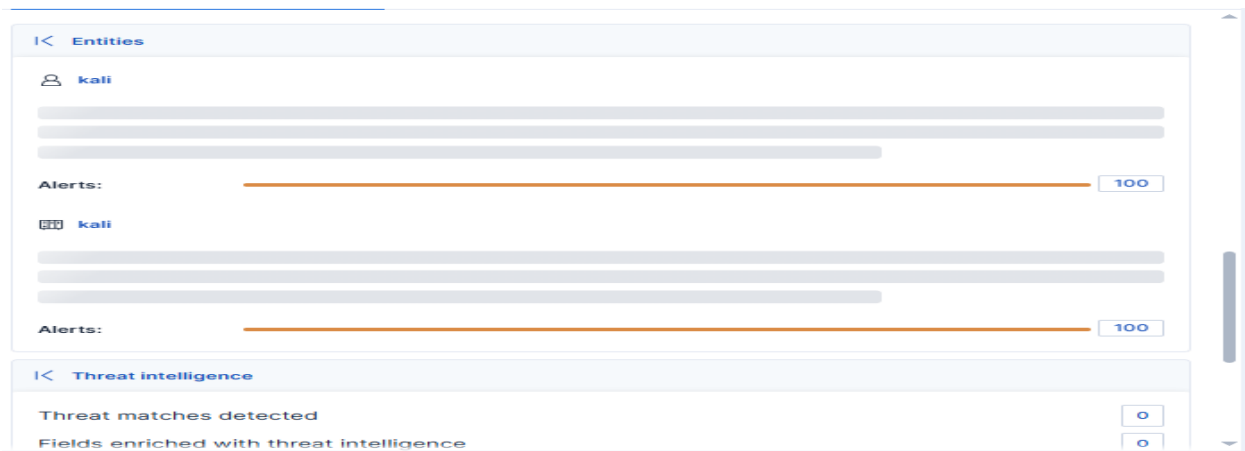 Entities
kali
Alerts: 100
kali
Alerts: 100
Threat intelligence
Threat matches detected 0
Fields enriched with threat intelligence 0